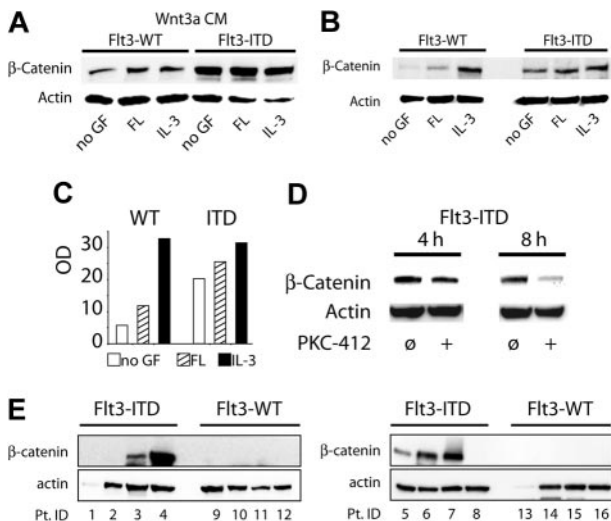 A
Wnt3a CM
Flt3-WT Flt3-ITD
β-Catenin
Actin
no GF FL IL-3 no GF FL IL-3
B
Flt3-WT Flt3-ITD
β-Catenin
Actin
no GF FL IL-3 no GF FL IL-3
C
WT ITD
OD
30
20
10
0
no GF FL IL-3
D
Flt3-ITD
4 h 8 h
β-Catenin
Actin
PKC-412 ø + ø +
E
Flt3-ITD Flt3-WT
β-catenin
actin
Pt. ID 1 2 3 4 9 10 11 12
Flt3-ITD Flt3-WT
β-catenin
actin
Pt. ID 5 6 7 8 13 14 15 16